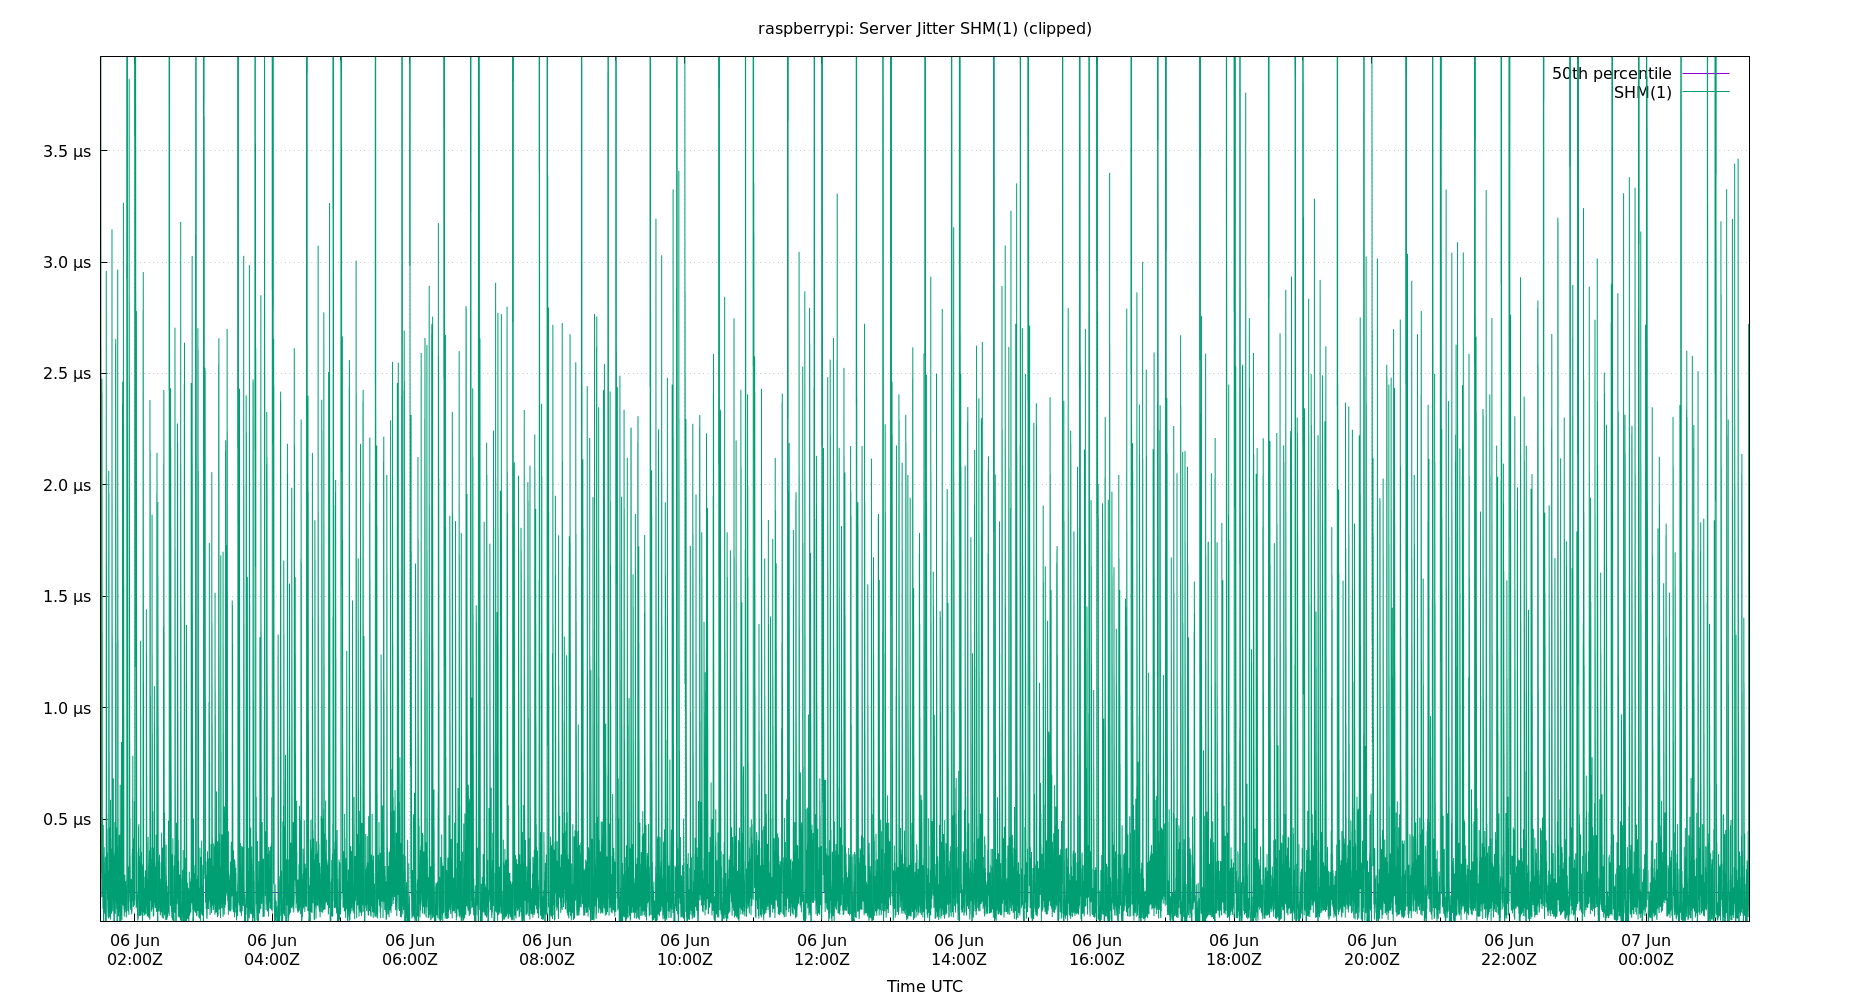 raspberrypi: Server Jitter SHM(1) (clipped)
50th percentile
SHM(1)
3.5 µs
3.0 µs
2.5 µs
2.0 µs
1.5 µs
1.0 µs
0.5 µs
06 Jun 06 Jun 06 Jun 06 Jun 06 Jun 06 Jun 06 Jun 06 Jun 06 Jun 06 Jun 06 Jun 07 Jun
02:00Z 04:00Z 06:00Z 08:00Z 10:00Z 12:00Z 14:00Z 16:00Z 18:00Z 20:00Z 22:00Z 00:00Z
Time UTC